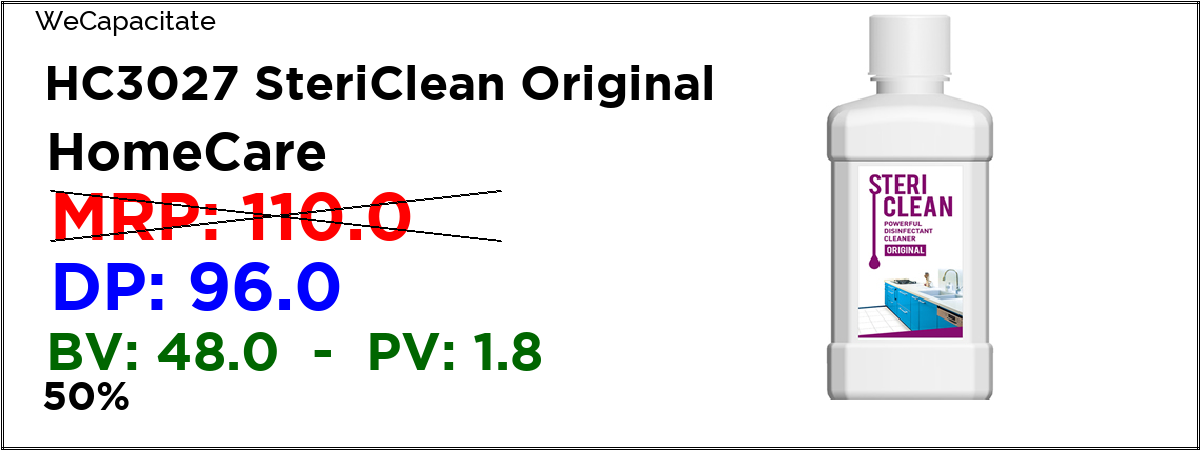 WeCapacitate
HC3027 SteriClean Original
HomeCare
MRP: 110.0
DP: 96.0
BV: 48.0 - PV: 1.8
50%
STERI
CLEAN
POWERFUL
DISINFECTANT
CLEANER
ORIGINAL